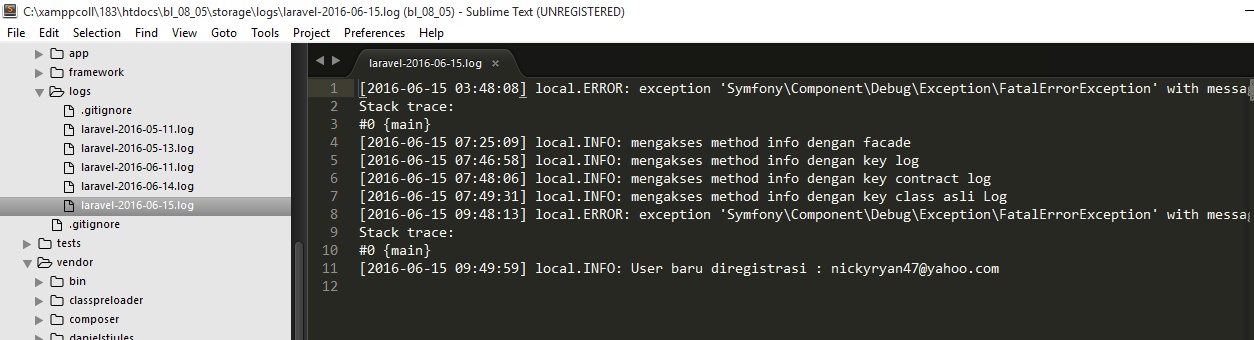 C:\xamppcoll\183\htdocs\bl_08_05\storage\logs\laravel-2016-06-15.log (bl_08_05) - Sublime Text (UNREGISTERED)
File Edit Selection Find View Goto Tools Project Preferences Help
app
framework
logs
.gitignore
laravel-2016-05-11.log
laravel-2016-05-13.log
laravel-2016-06-11.log
laravel-2016-06-14.log
laravel-2016-06-15.log
.gitignore
tests
vendor
bin
classpreloader
composer
danielstjules
laravel-2016-06-15.log ×
1 [2016-06-15 03:48:08] local.ERROR: exception 'Symfony\Component\Debug\Exception\FatalErrorException' with messag
2 Stack trace:
3 #0 {main}
4 [2016-06-15 07:25:09] local.INFO: mengakses method info dengan facade
5 [2016-06-15 07:46:58] local.INFO: mengakses method info dengan key log
6 [2016-06-15 07:48:06] local.INFO: mengakses method info dengan key contract log
7 [2016-06-15 07:49:31] local.INFO: mengakses method info dengan key class asli Log
8 [2016-06-15 09:48:13] local.ERROR: exception 'Symfony\Component\Debug\Exception\FatalErrorException' with messag
9 Stack trace:
10 #0 {main}
11 [2016-06-15 09:49:59] local.INFO: User baru diregistrasi : nickyryan47@yahoo.com
12